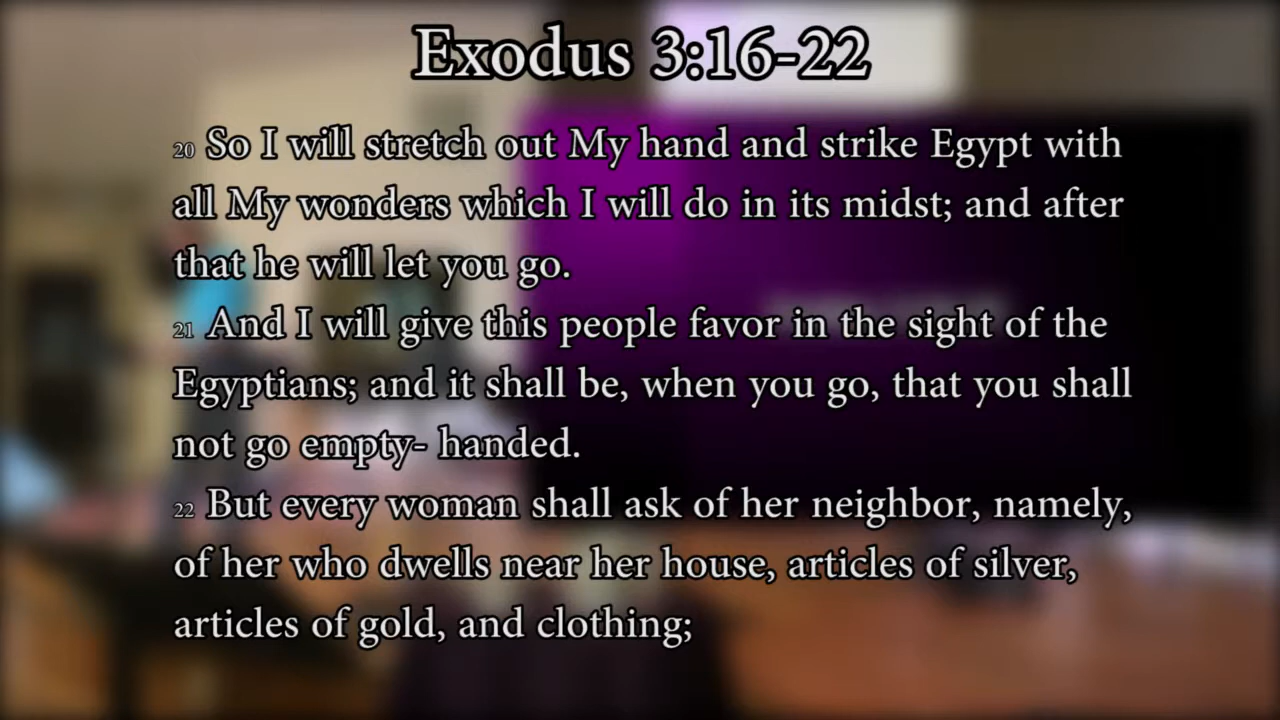 Exodus 3:16-22
20 So I will stretch out My hand and strike Egypt with
all My wonders which I will do in its midst; and after
that he will let you go.
21 And I will give this people favor in the sight of the
Egyptians; and it shall be, when you go, that you shall
not go empty- handed.
22 But every woman shall ask of her neighbor, namely,
of her who dwells near her house, articles of silver,
articles of gold, and clothing;